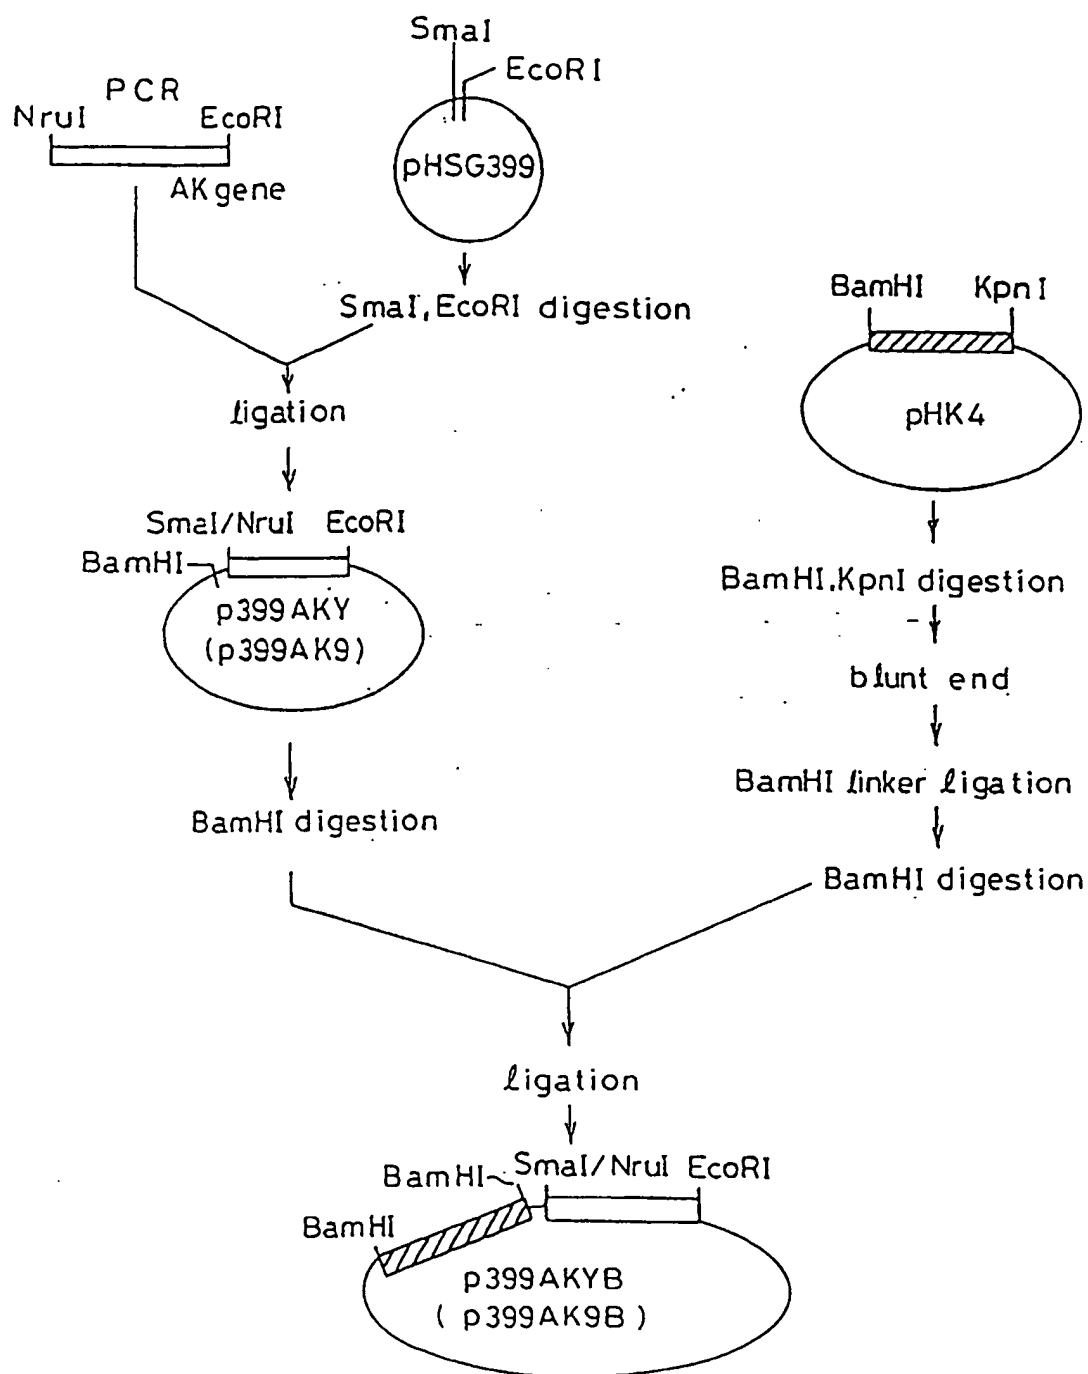 SmaI
EcoRI
PCR
NruI EcoRI
AK gene
pHSG399
SmaI, EcoRI digestion
BamHI KpnI
pHK4
ligation
SmaI/NruI EcoRI
BamHI
p399AKY
(p399AK9)
BamHI.KpnI digestion
blunt end
BamHI linker ligation
BamHI digestion
BamHI digestion
ligation
BamHI SmaI/NruI EcoRI
BamHI
p399AKYB
( p399AK9B )